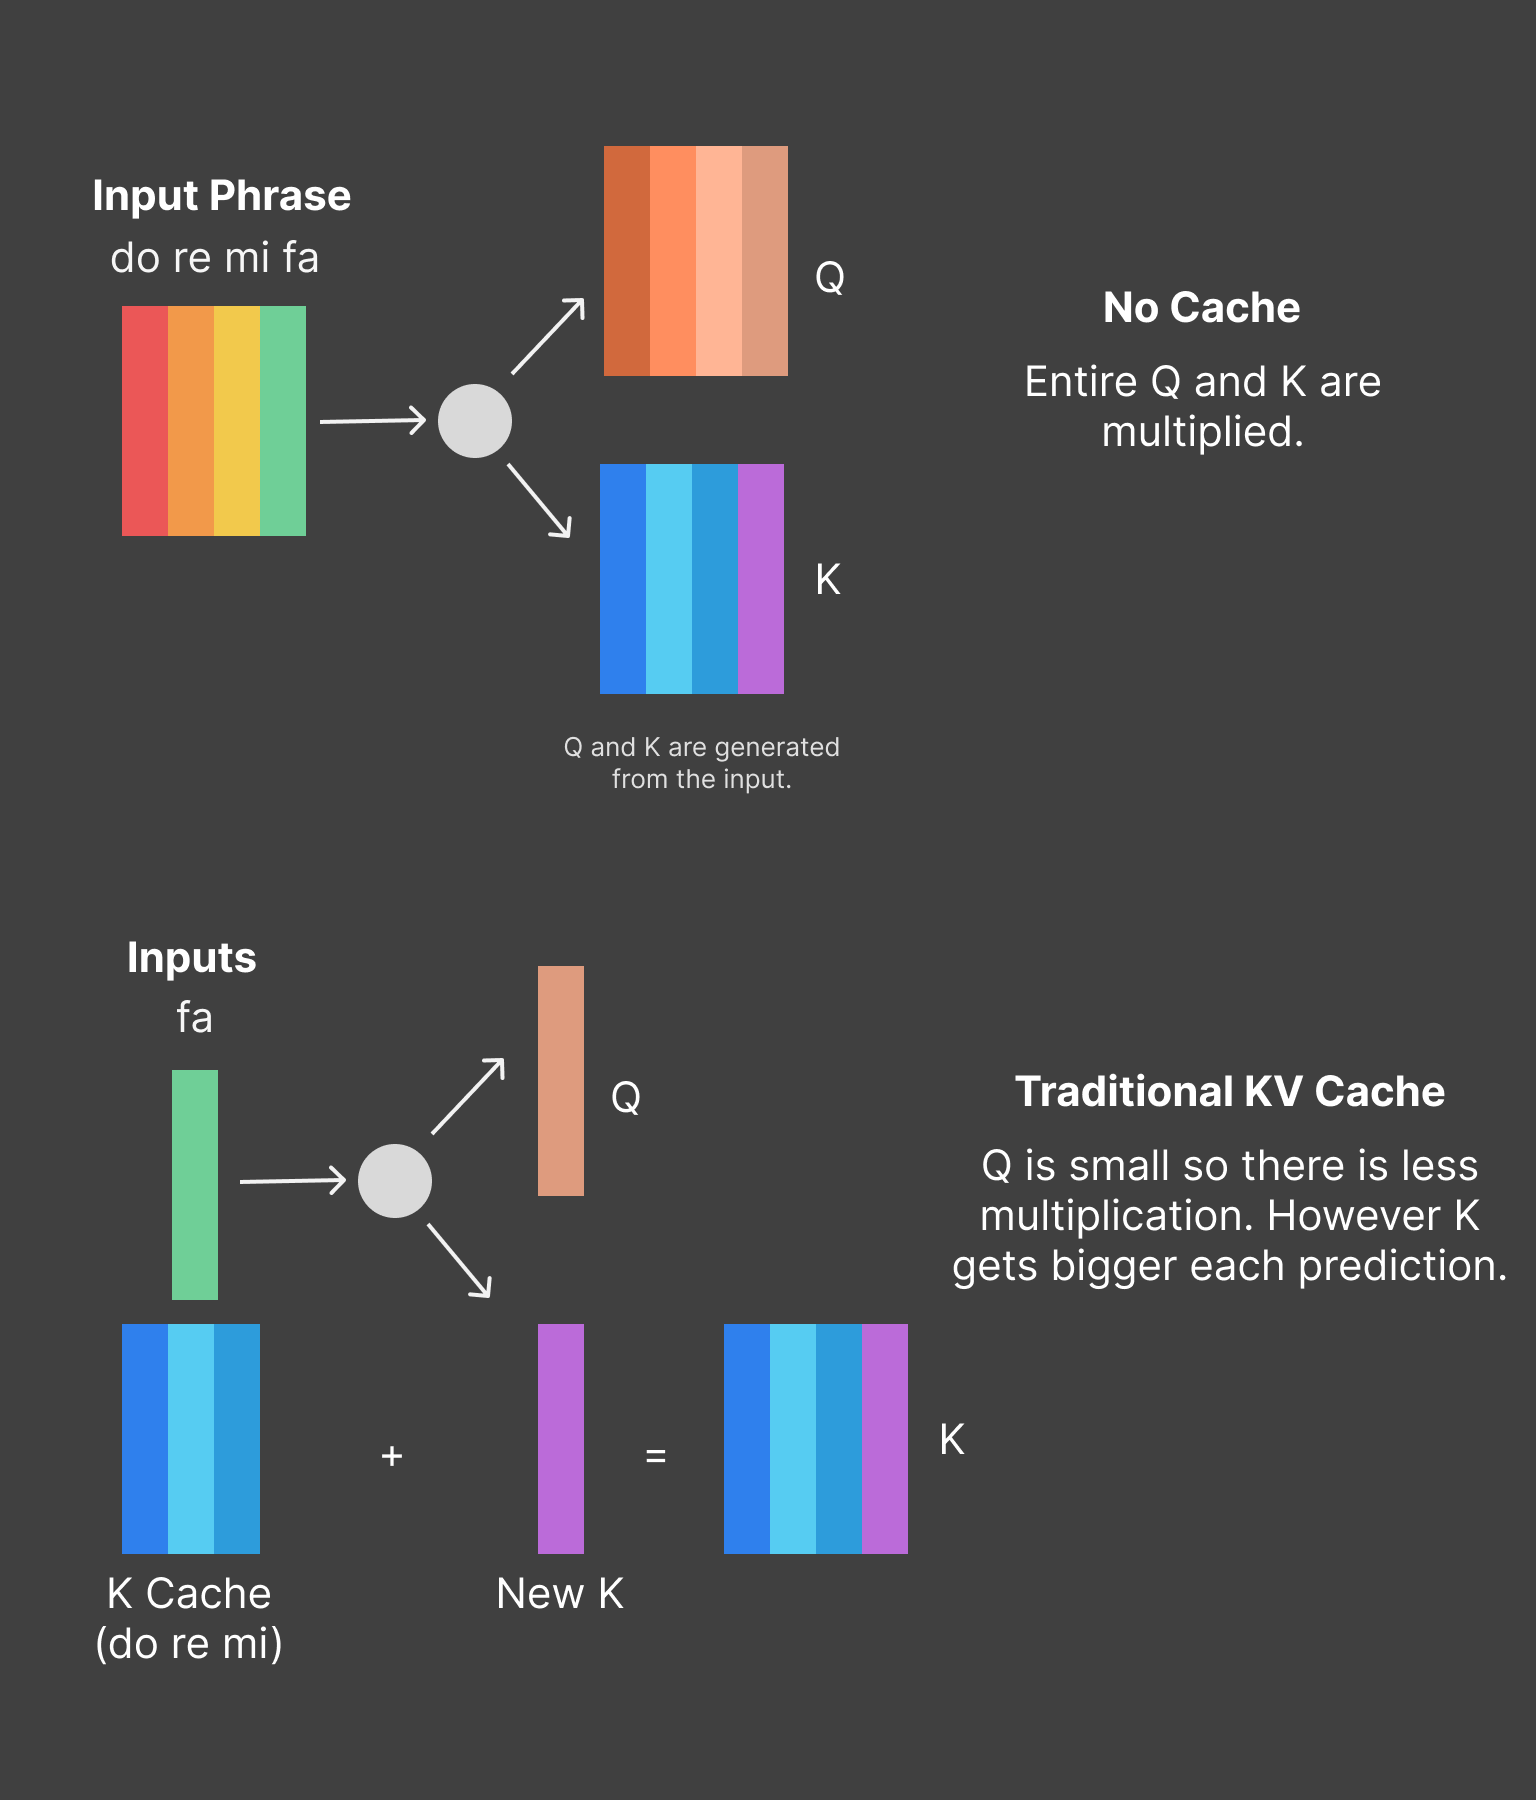 Input Phrase
do re mi fa
Q
No Cache
Entire Q and K are
multiplied.
K
Q and K are generated
from the input.
Inputs
fa
Q
Traditional KV Cache
Q is small so there is less
multiplication. However K
gets bigger each prediction.
+
=
K
K Cache
(do re mi)
New K